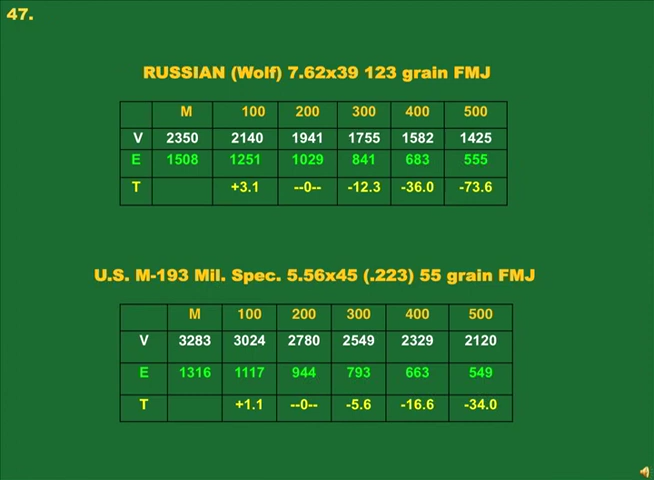 47.
RUSSIAN (Wolf) 7.62x39 123 grain FMJ
M 100 200 300 400 500
V 2350 2140 1941 1755 1582 1425
E 1508 1251 1029 841 683 555
T +3.1 --0-- -12.3 -36.0 -73.6
U.S. M-193 Mil. Spec. 5.56x45 (.223) 55 grain FMJ
M 100 200 300 400 500
V 3283 3024 2780 2549 2329 2120
E 1316 1117 944 793 663 549
T +1.1 --0-- -5.6 -16.6 -34.0